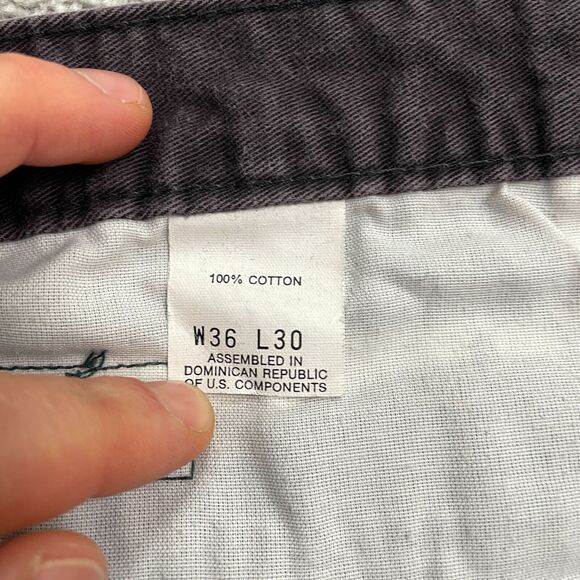 100% COTTON
W36 L30
ASSEMBLED IN
DOMINICAN REPUBLIC
OF U.S. COMPONENTS